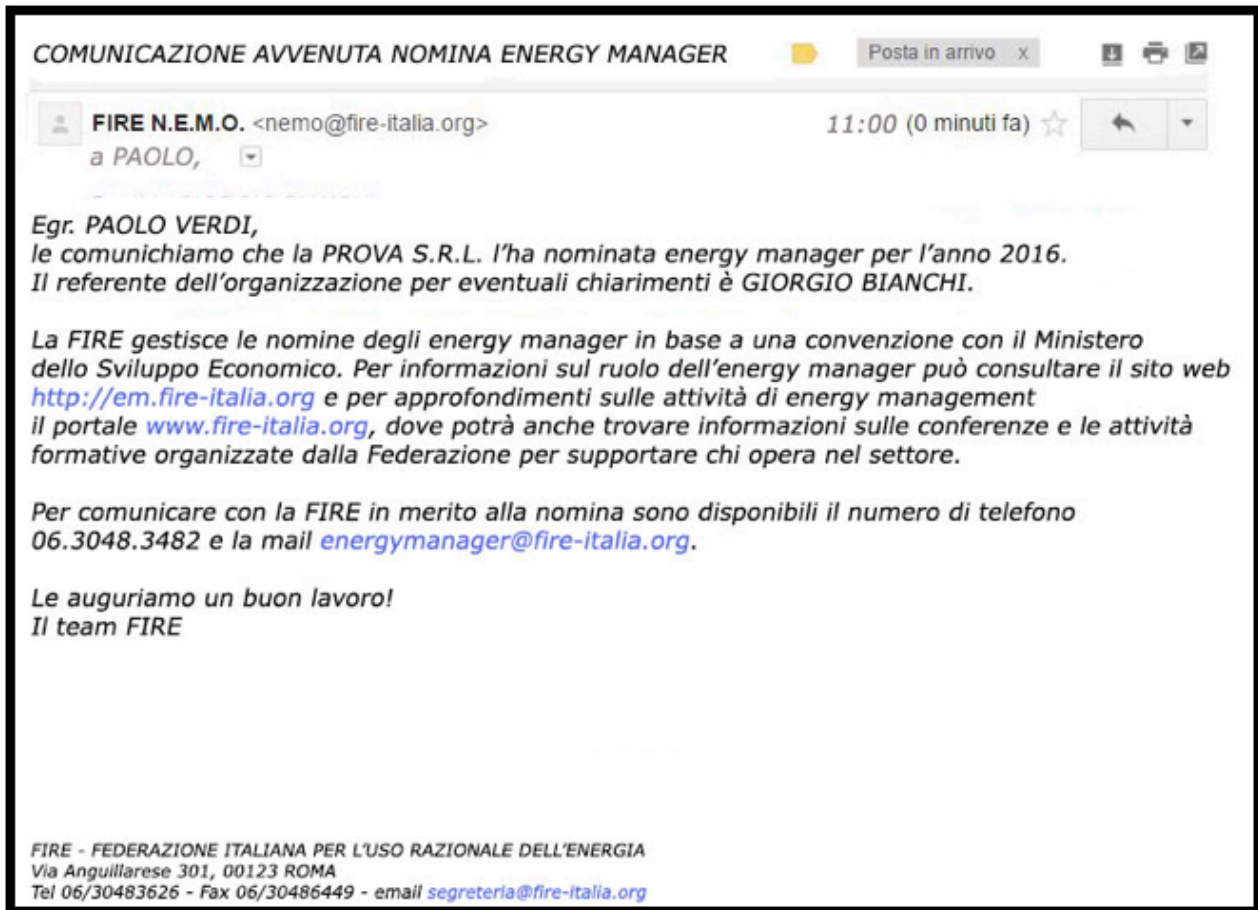 COMUNICAZIONE AVVENUTA NOMINA ENERGY MANAGER
Posta in arrivo x
FIRE N.E.M.O. <nemo@fire-italia.org>
11:00 (0 minuti fa)
a PAOLO,
Egr. PAOLO VERDI,
le comunichiamo che la PROVA S.R.L. l'ha nominata energy manager per l'anno 2016.
Il referente dell'organizzazione per eventuali chiarimenti è GIORGIO BIANCHI.
La FIRE gestisce le nomine degli energy manager in base a una convenzione con il Ministero
dello Sviluppo Economico. Per informazioni sul ruolo dell'energy manager può consultare il sito web
http://em.fire-italia.org e per approfondimenti sulle attività di energy management
il portale www.fire-italia.org, dove potrà anche trovare informazioni sulle conferenze e le attività
formative organizzate dalla Federazione per supportare chi opera nel settore.
Per comunicare con la FIRE in merito alla nomina sono disponibili il numero di telefono
06.3048.3482 e la mail energymanager@fire-italia.org.
Le auguriamo un buon lavoro!
Il team FIRE
FIRE - FEDERAZIONE ITALIANA PER L'USO RAZIONALE DELL'ENERGIA
Via Anguillarese 301, 00123 ROMA
Tel 06/30483626 - Fax 06/30486449 - email segreteria@fire-italia.org